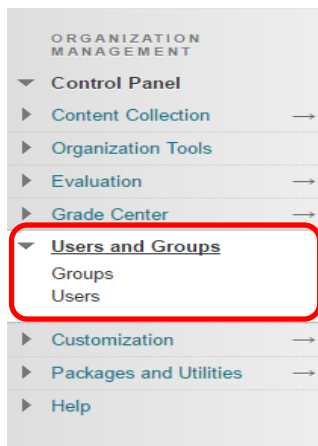 ORGANIZATION
MANAGEMENT
Control Panel
Content Collection
Organization Tools
Evaluation
Grade Center
Users and Groups
Groups
Users
Customization
Packages and Utilities
Help